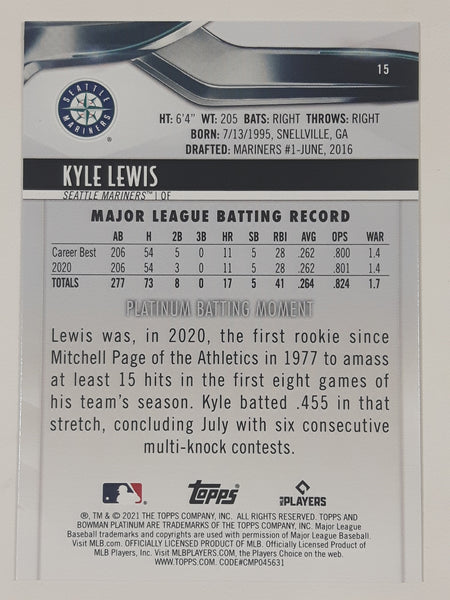 15
SEATTLE
MARINERS
®
HT: 6'4" WT: 205 BATS: RIGHT THROWS: RIGHT
BORN: 7/13/1995, SNELLVILLE, GA
DRAFTED: MARINERS #1-JUNE, 2016
KYLE LEWIS
SEATTLE MARINERS™ | OF
MAJOR LEAGUE BATTING RECORD
AB H 2B 3B HR SB RBI AVG OPS WAR
Career Best 206 54 5 0 11 5 28 .262 .800 1.4
2020 206 54 3 0 11 5 28 .262 .801 1.4
TOTALS 277 73 8 0 17 5 41 .264 .824 1.7
PLATINUM BATTING MOMENT
Lewis was, in 2020, the first rookie since
Mitchell Page of the Athletics in 1977 to amass
at least 15 hits in the first eight games of
his team's season. Kyle batted .455 in that
stretch, concluding July with six consecutive
multi-knock contests.
Topps
PLAYERS
®, TM & © 2021 THE TOPPS COMPANY, INC. ALL RIGHTS RESERVED. TOPPS AND
BOWMAN PLATINUM ARE TRADEMARKS OF THE TOPPS COMPANY, INC. Major League
Baseball trademarks and copyrights are used with permission of Major League Baseball.
Visit MLB.com. OFFICIALLY LICENSED PRODUCT OF MLB. Officially Licensed Product of
MLB Players, Inc. Visit MLBPLAYERS.com, the Players Choice on the web.
WWW.TOPPS.COM. CODE#CMP045631